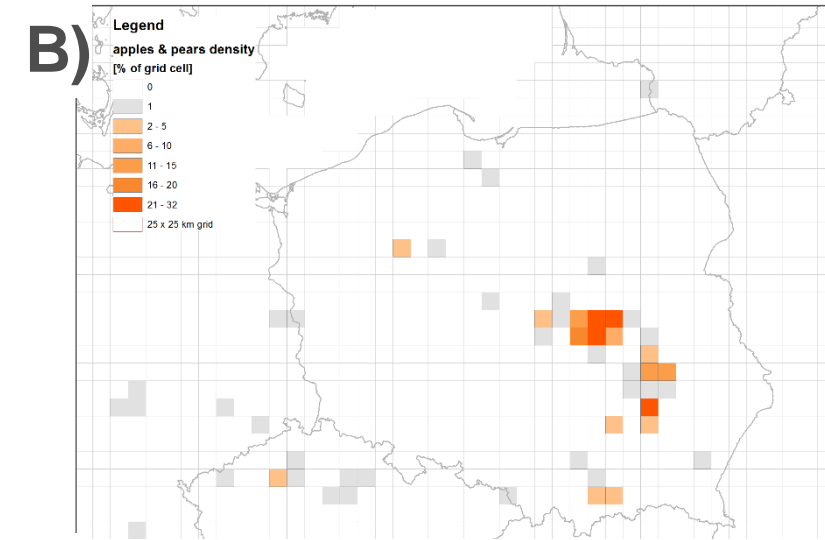 B)
Legend
apples & pears density
[% of grid cell]
0
1
2 - 5
6 - 10
11 - 15
16 - 20
21 - 32
25 x 25 km grid